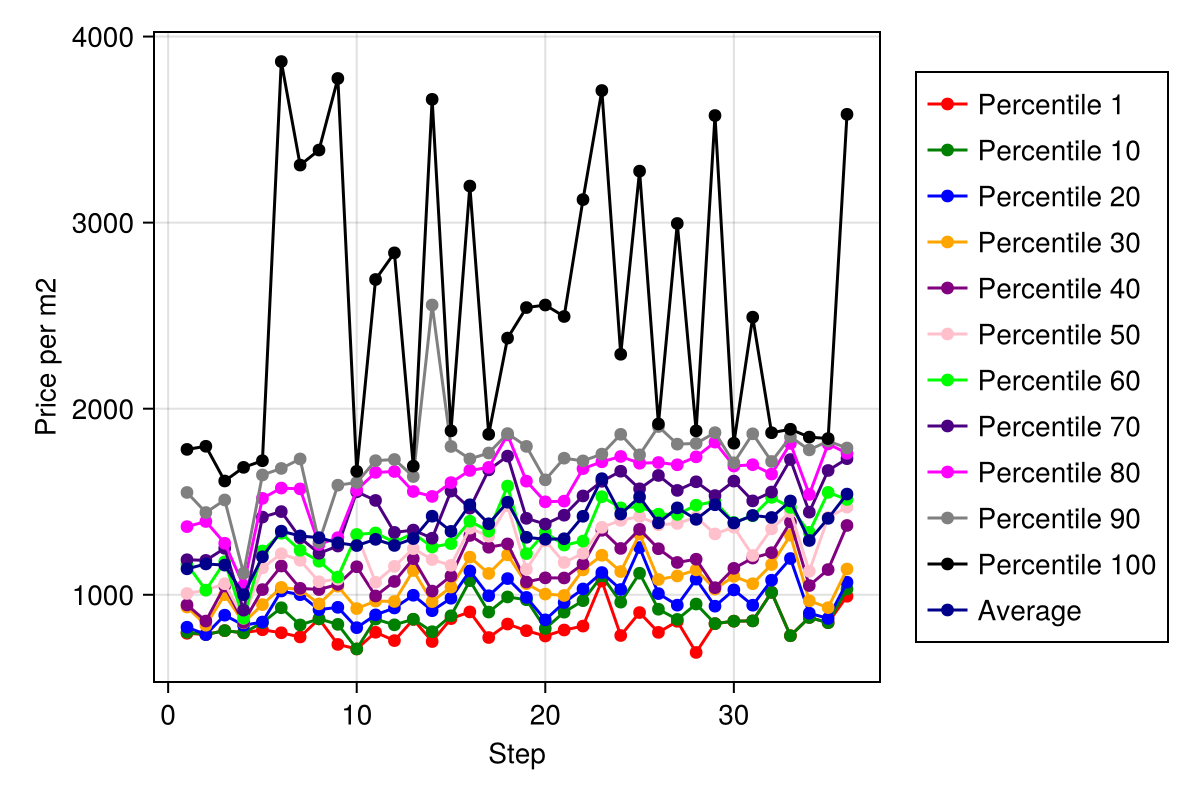 4000
3000
2000
1000
Price per m2
0 10 20 30
Step
Percentile 1
Percentile 10
Percentile 20
Percentile 30
Percentile 40
Percentile 50
Percentile 60
Percentile 70
Percentile 80
Percentile 90
Percentile 100
Average